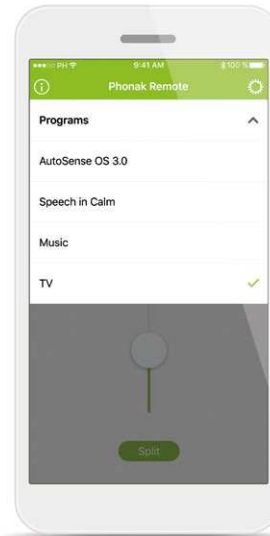 PH 9:41 AM 100 %
Phonak Remote
Programs
AutoSense OS 3.0
Speech in Calm
Music
TV
Split